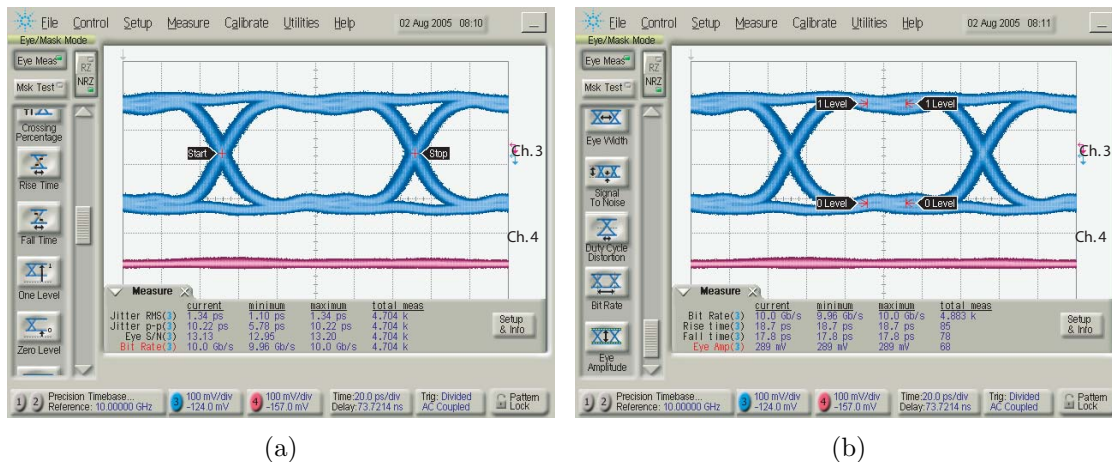 File Control Setup Measure Calibrate Utilities Help 02 Aug 2005 08:10
Eye/Mask Mode
Eye Meas
RZ
NRZ
Msk Test
Crossing
Percentage
Rise Time
Fall Time
One Level
Zero Level
Start
Stop
Ch.3
Ch.4
Measure
current minimum maximum total meas
Jitter RMS(3) 1.34 ps 1.10 ps 1.34 ps 4.704 k
Jitter p-p(3) 10.22 ps 5.78 ps 10.22 ps 4.704 k
Eye S/N(3) 13.13 12.95 13.20 4.704 k
Bit Rate(3) 10.0 Gb/s 9.96 Gb/s 10.0 Gb/s 4.704 k
Setup
& Info
1 2 Precision Timebase...
Reference: 10.00000 GHz
3 100 mV/div
-124.0 mV
4 100 mV/div
-157.0 mV
Time:20.0 ps/div
Delay:73.7214 ns
Trig: Divided
AC Coupled
Pattern
Lock
(a)
File Control Setup Measure Calibrate Utilities Help 02 Aug 2005 08:11
Eye/Mask Mode
Eye Meas
RZ
NRZ
Msk Test
Eye Width
Signal
To Noise
Duty Cycle
Distortion
Bit Rate
Eye
Amplitude
1 Level
1 Level
0 Level
0 Level
Ch.3
Ch.4
Measure
current minimum maximum total meas
Bit Rate(3) 10.0 Gb/s 9.96 Gb/s 10.0 Gb/s 4.883 k
Rise time(3) 18.7 ps 18.7 ps 18.7 ps 85
Fall time(3) 17.8 ps 17.8 ps 17.8 ps 78
Eye Amp(3) 289 mV 289 mV 289 mV 68
Setup
& Info
1 2 Precision Timebase...
Reference: 10.00000 GHz
3 100 mV/div
-124.0 mV
4 100 mV/div
-157.0 mV
Time:20.0 ps/div
Delay:73.7214 ns
Trig: Divided
AC Coupled
Pattern
Lock
(b)